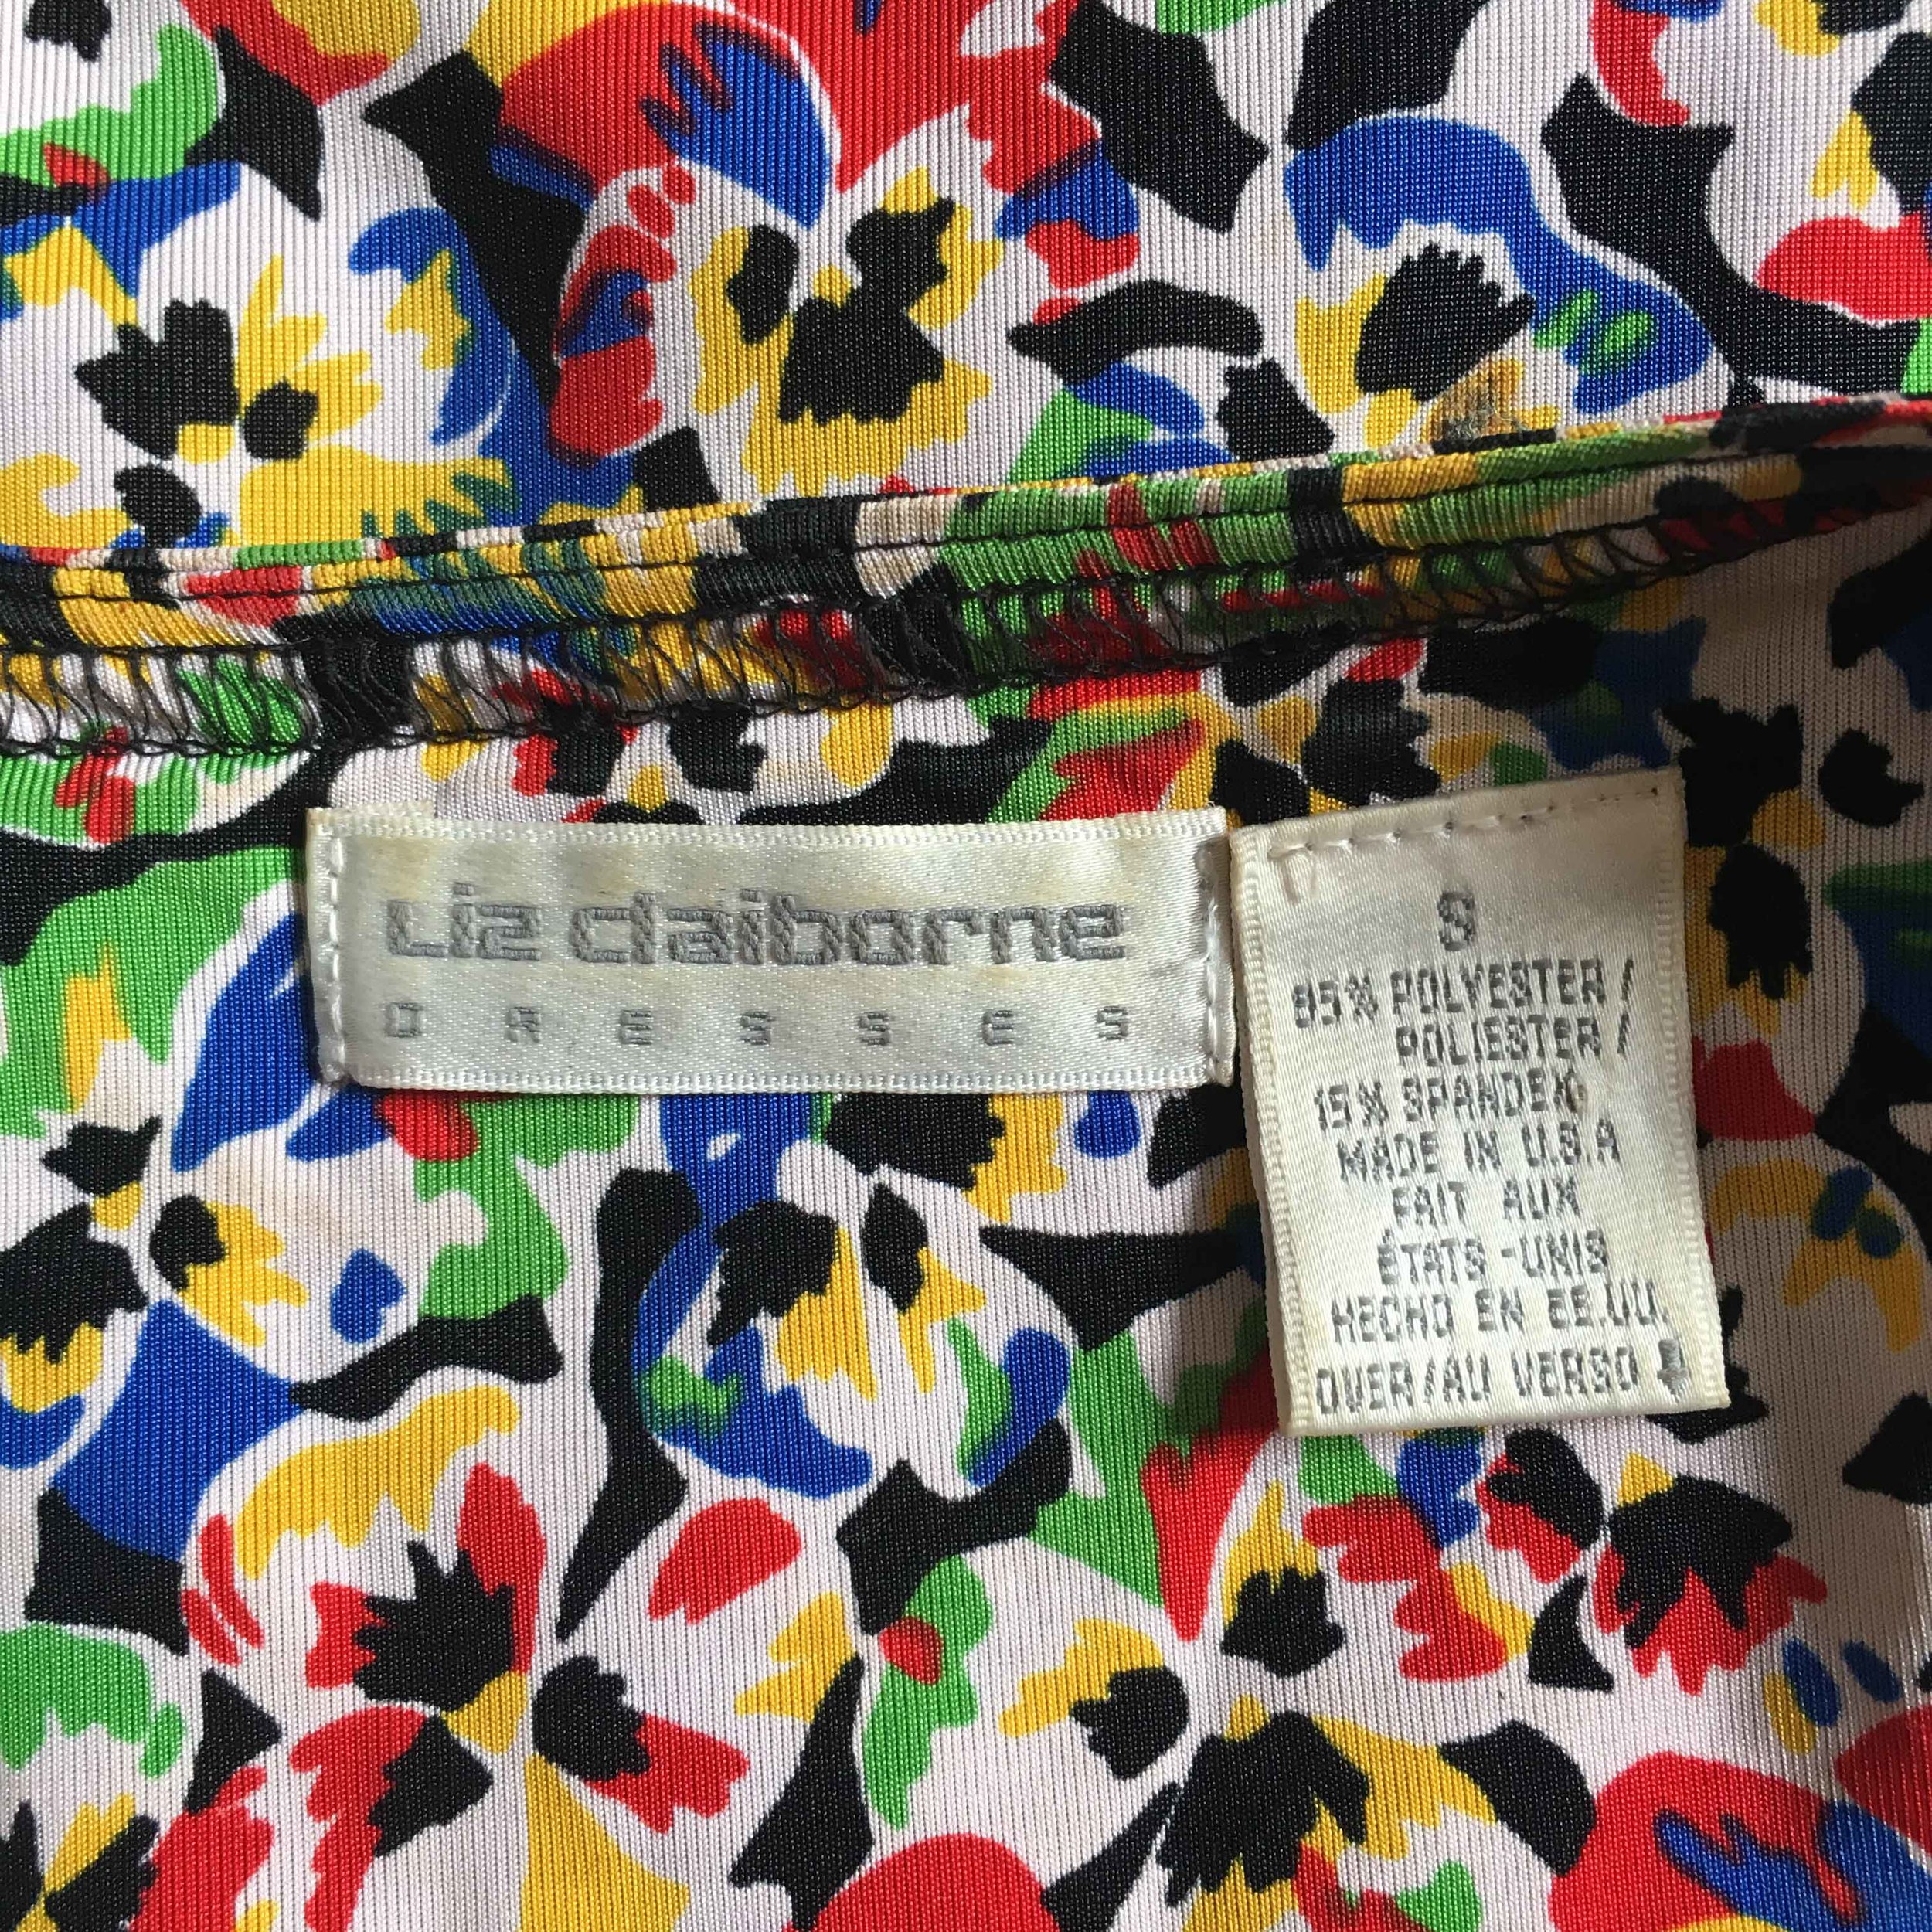 Liz claiborne
DRESSES
S
85% POLYESTER/
POLIESTER/
15% SPANDEX
MADE IN U.S.A
FAIT AUX
ÉTATS-UNIS
HECHO EN EE.UU.
OVER/AU VERSO